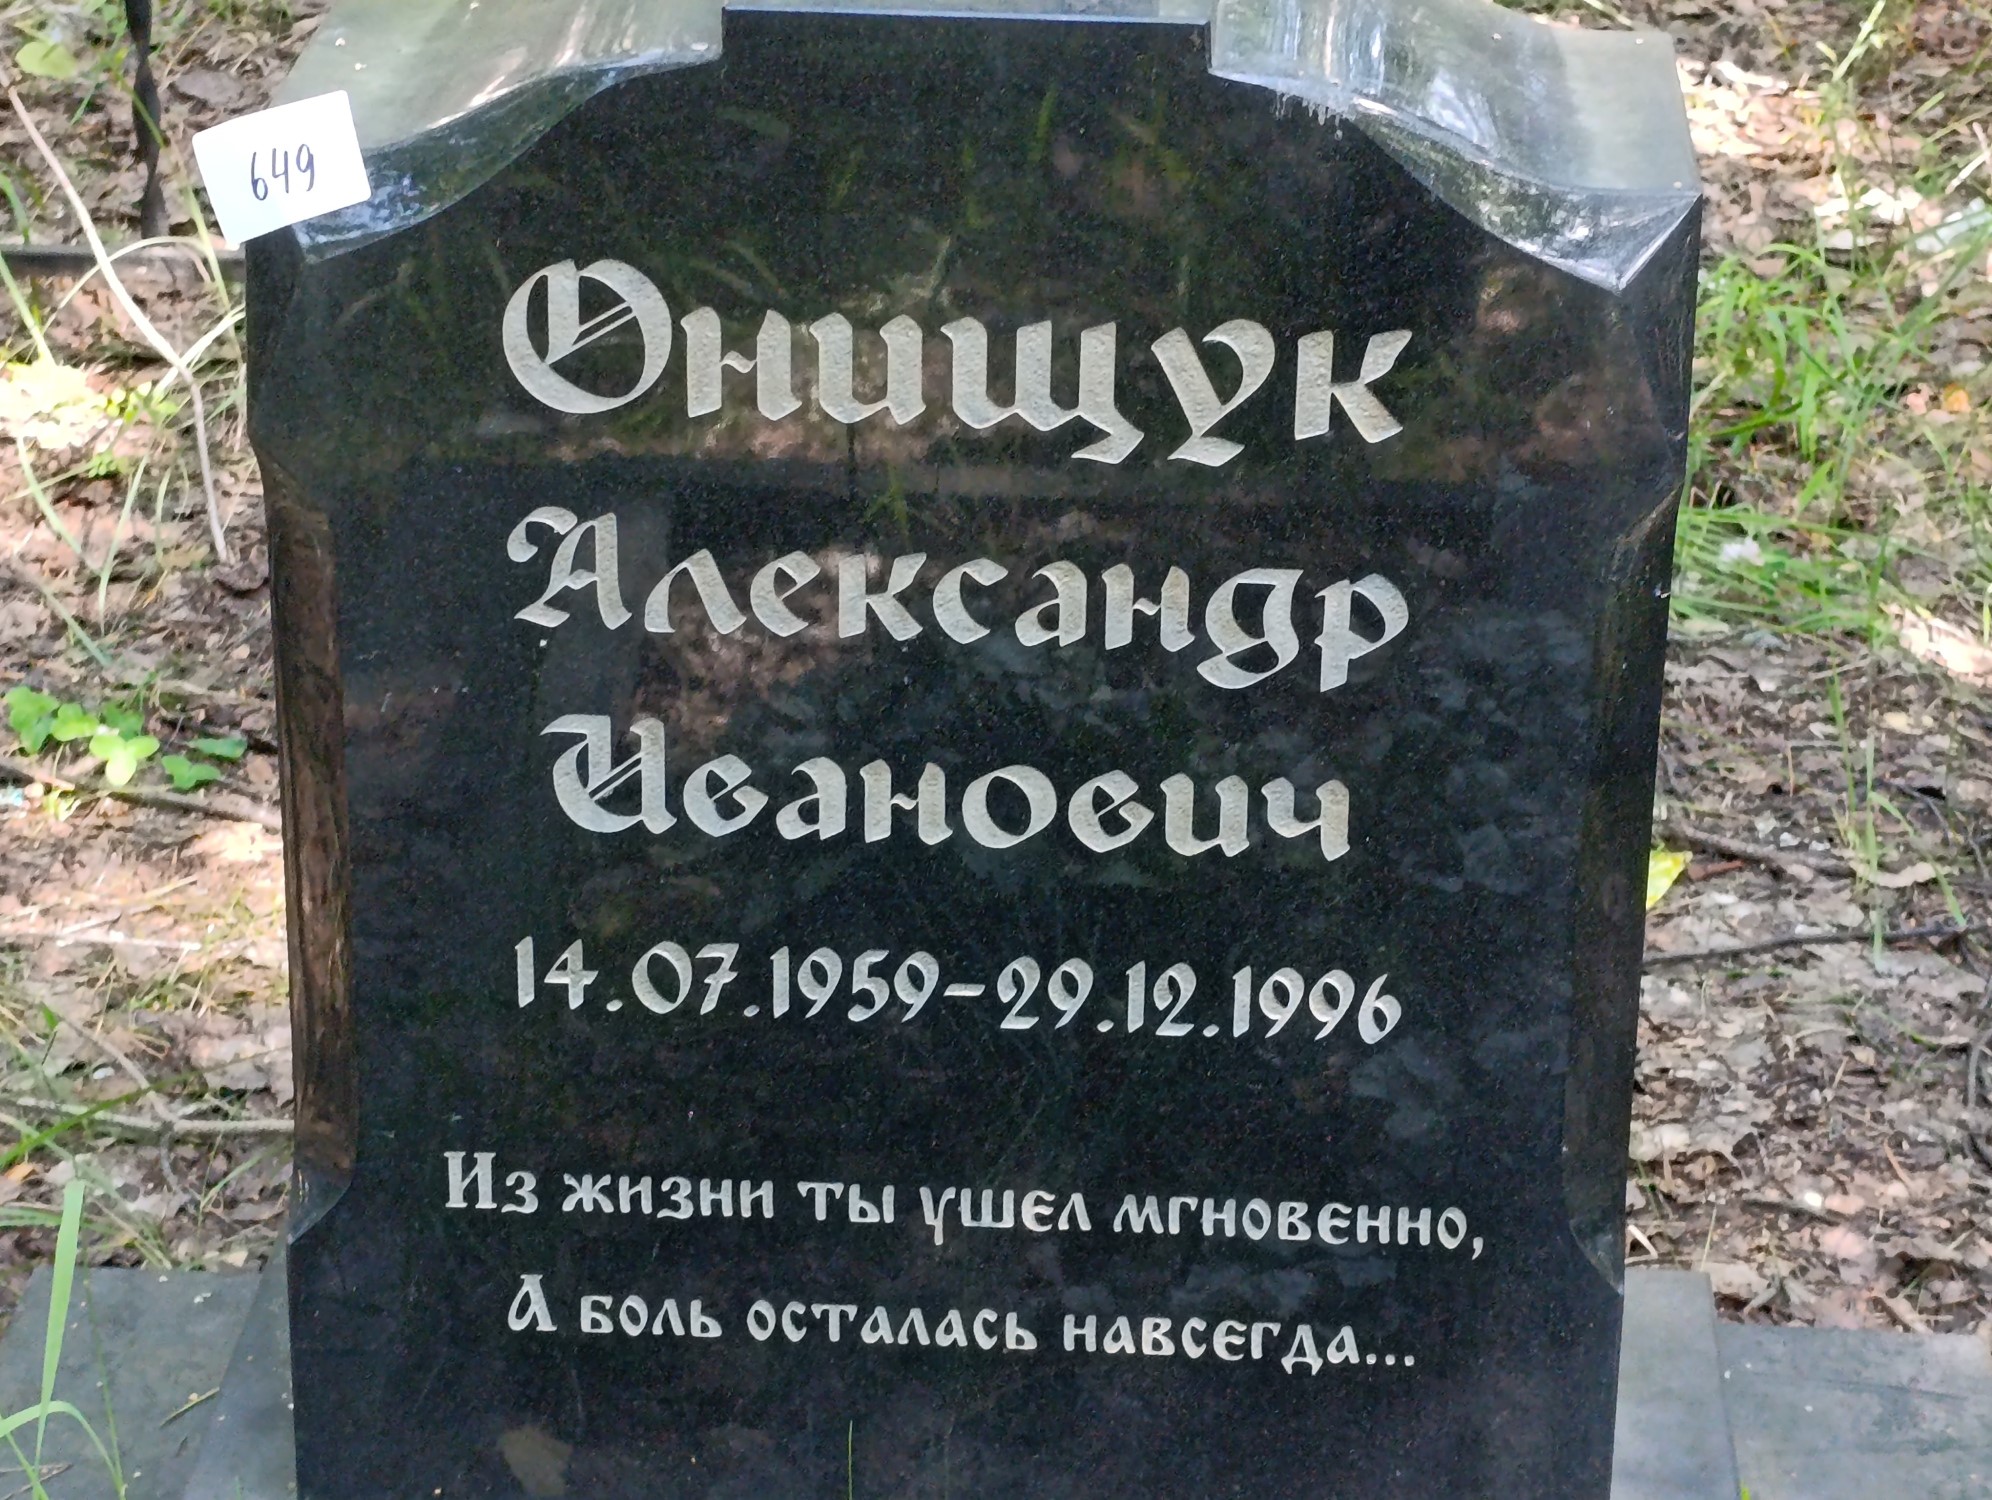 649
Онищук
Александр
Иванович
14.07.1959-29.12.1996
Из жизни ты ушел мгновенно,
А боль осталась навсегда...